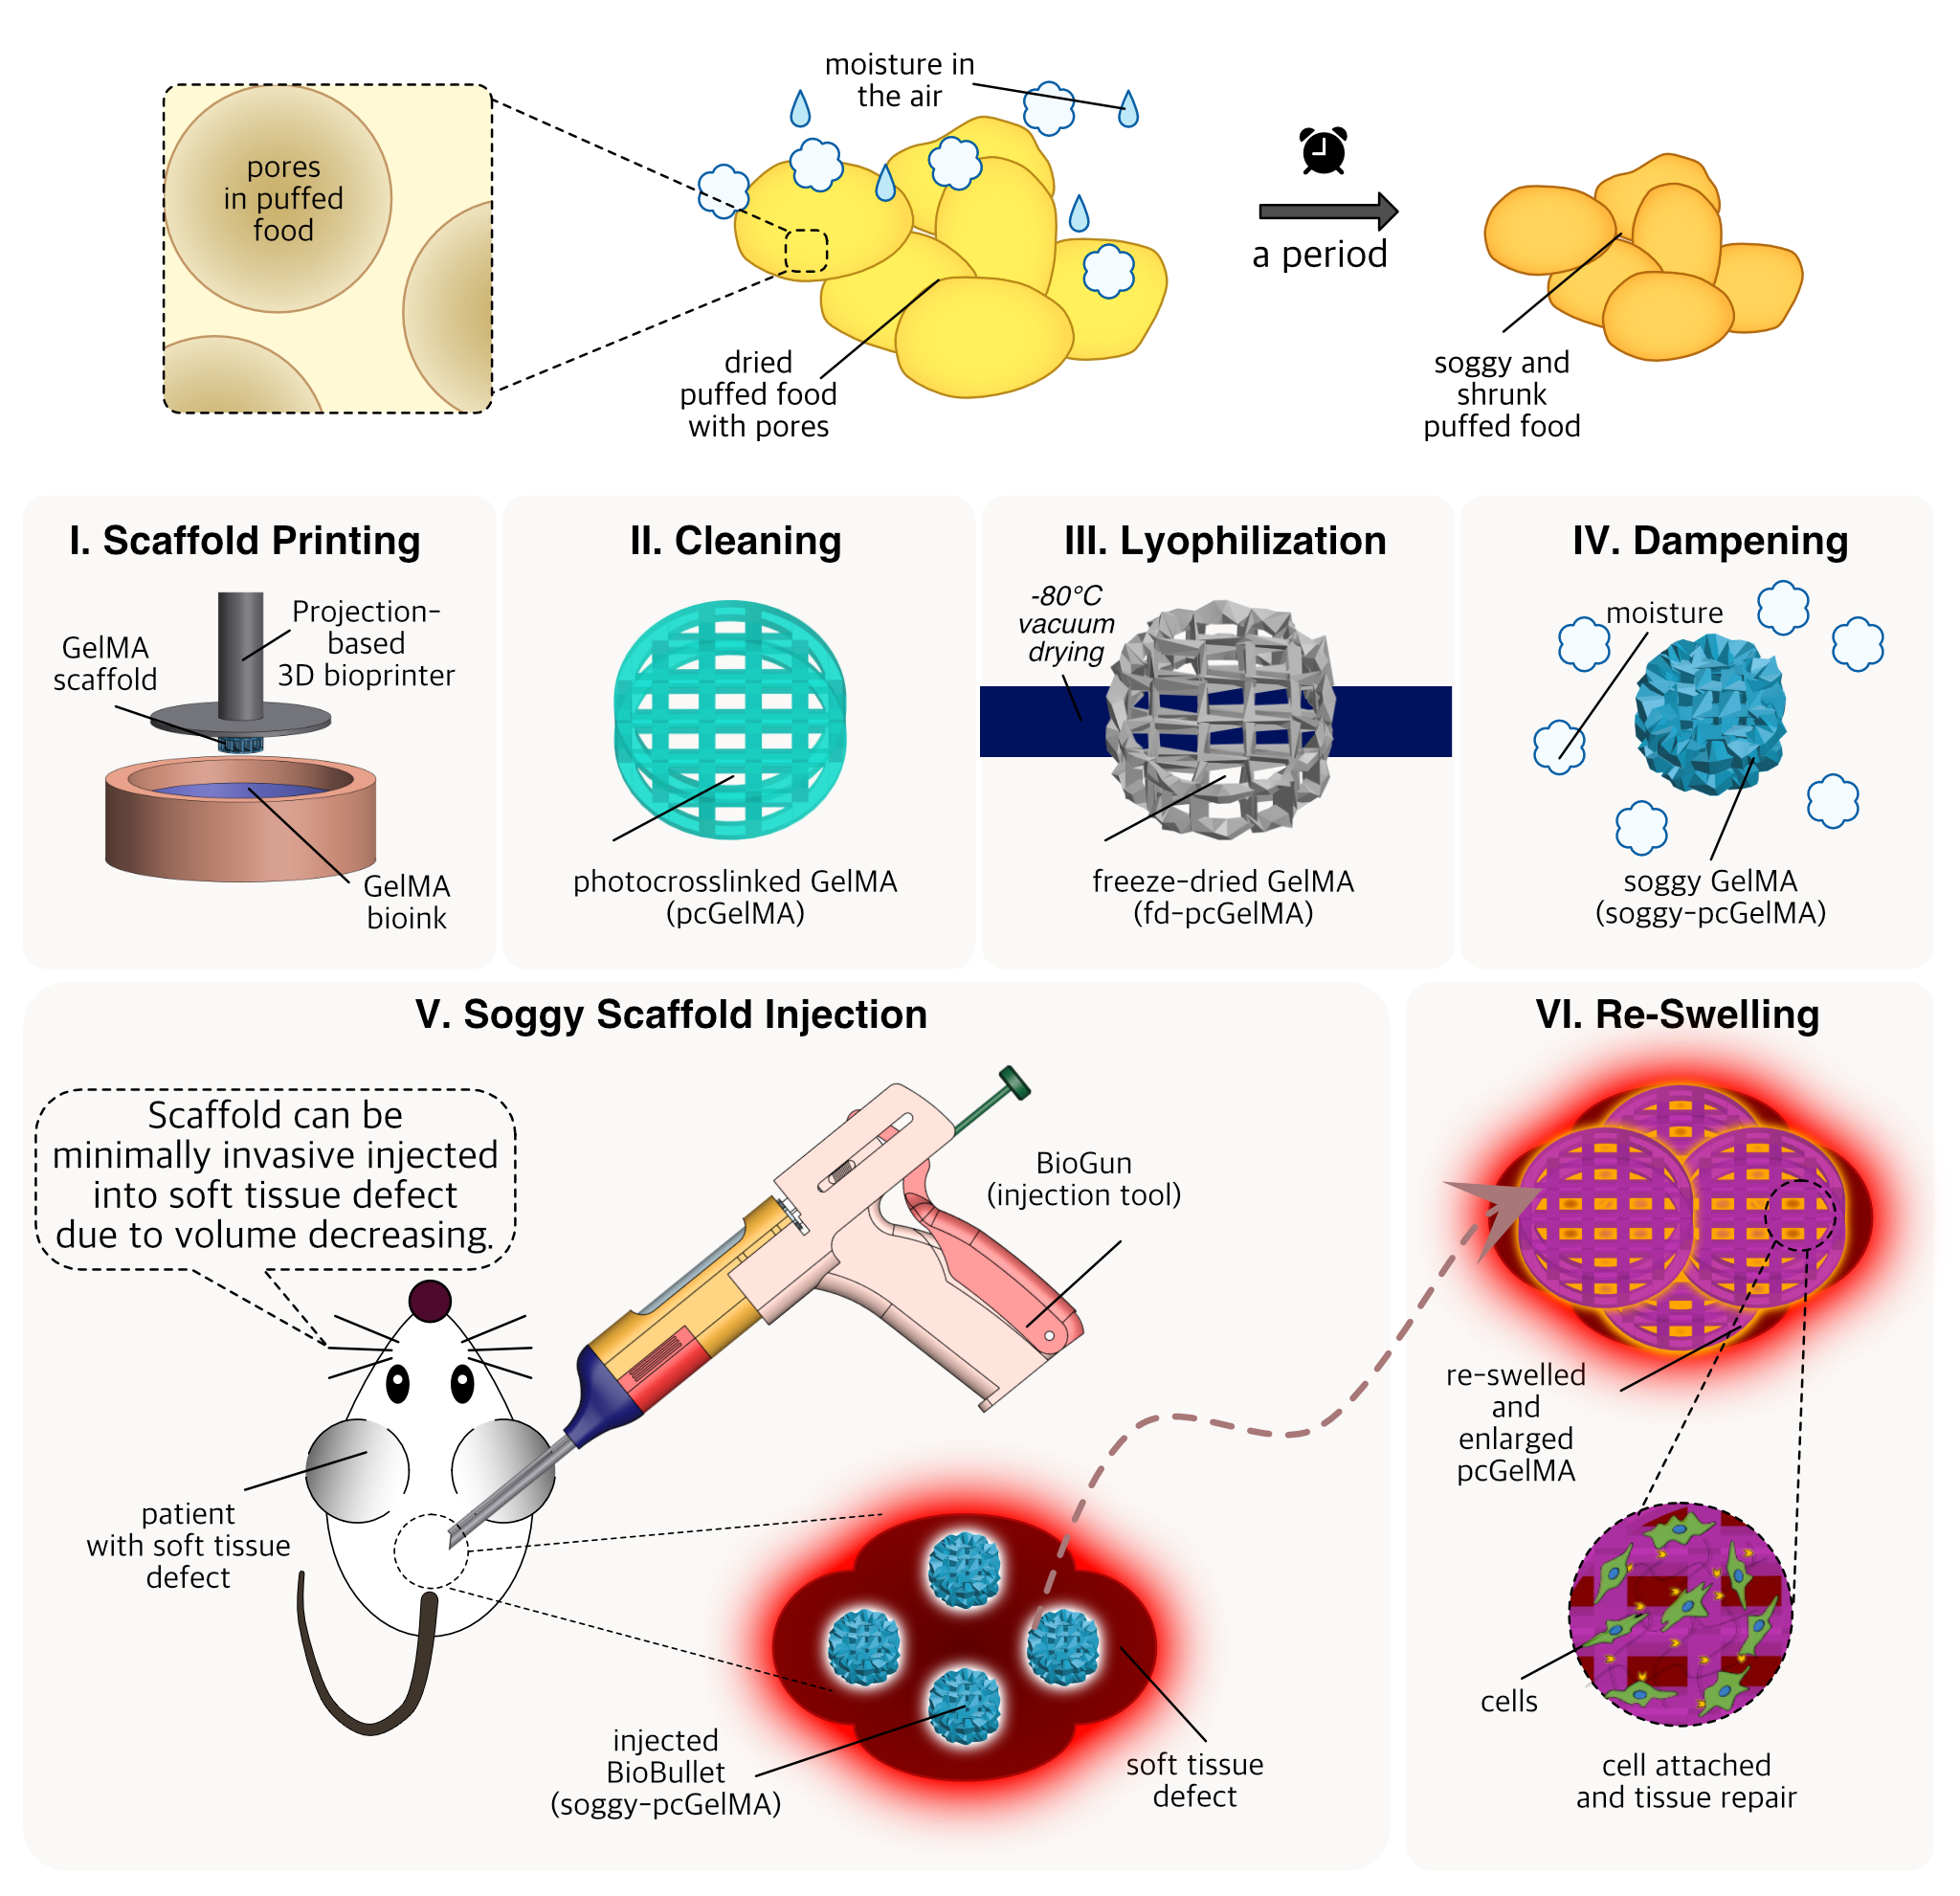 moisture in
the air
pores
in puffed
food
a period
dried
puffed food
with pores
soggy and
shrunk
puffed food
I. Scaffold Printing
GelMA
scaffold
Projection-
based
3D bioprinter
GelMA
bioink
II. Cleaning
photocrosslinked GelMA
(pcGelMA)
III. Lyophilization
-80°C
vacuum
drying
freeze-dried GelMA
(fd-pcGelMA)
IV. Dampening
moisture
soggy GelMA
(soggy-pcGelMA)
V. Soggy Scaffold Injection
Scaffold can be
minimally invasive injected
into soft tissue defect
due to volume decreasing.
BioGun
(injection tool)
patient
with soft tissue
defect
injected
BioBullet
(soggy-pcGelMA)
soft tissue
defect
VI. Re-Swelling
re-swelled
and
enlarged
pcGelMA
cells
cell attached
and tissue repair